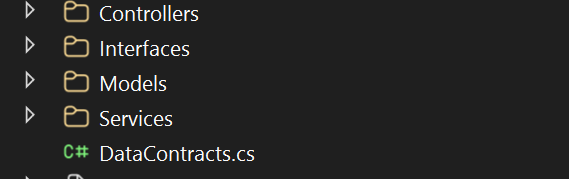 Controllers
Interfaces
Models
Services
C# DataContracts.cs